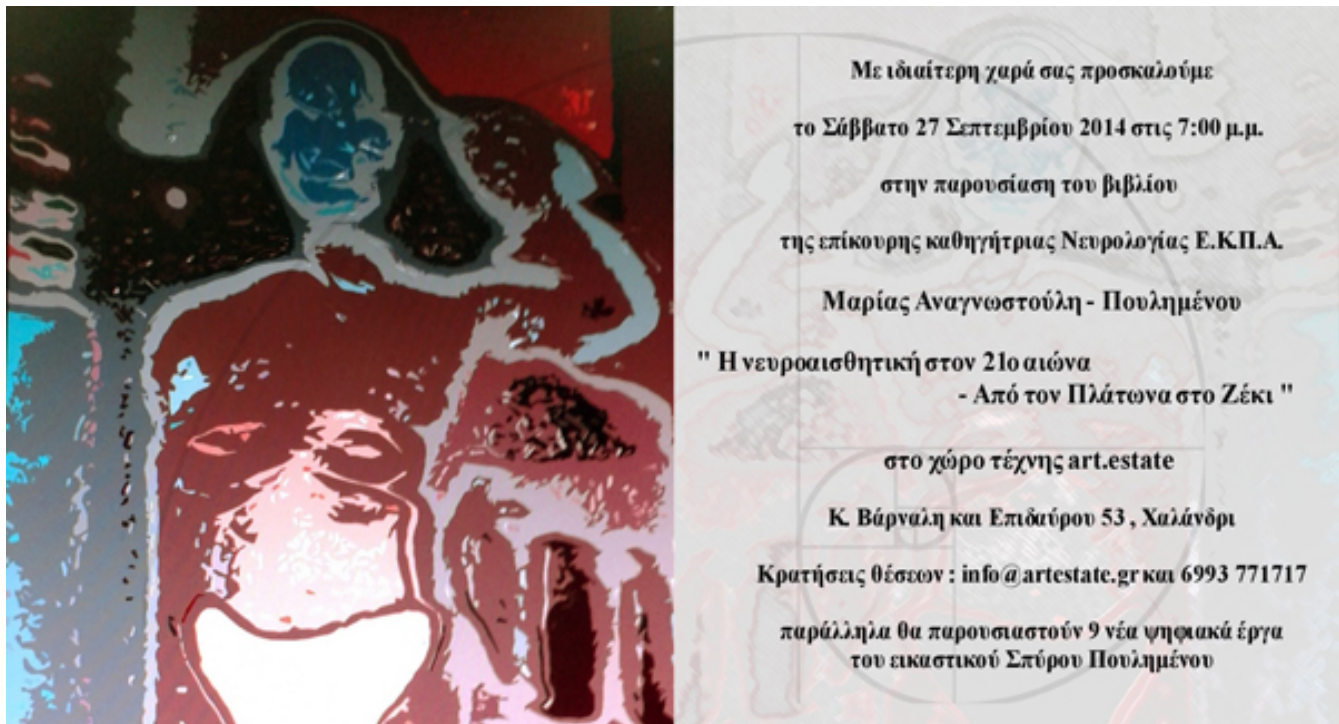 Με ιδιαίτερη χαρά σας προσκαλούμε
το Σάββατο 27 Σεπτεμβρίου 2014 στις 7:00 μ.μ.
στην παρουσίαση του βιβλίου
της επίκουρης καθηγήτριας Νευρολογίας Ε.Κ.Π.Α.
Μαρίας Αναγνωστούλη - Πουλημένου
" Η νευροαισθητική στον 21ο αιώνα
- Από τον Πλάτωνα στο Ζέκι "
στο χώρο τέχνης art.estate
Κ. Βάρναλη και Επιδαύρου 53 , Χαλάνδρι
Κρατήσεις θέσεων : info@artestate.gr και 6993 771717
παράλληλα θα παρουσιαστούν 9 νέα ψηφιακά έργα
του εικαστικού Σπύρου Πουλημένου